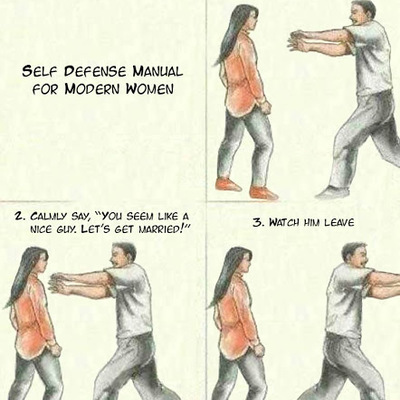 Self Defense Manual
for Modern Women
2. Calmly say, "You seem like a
nice guy. Let's get married!"
3. Watch him leave